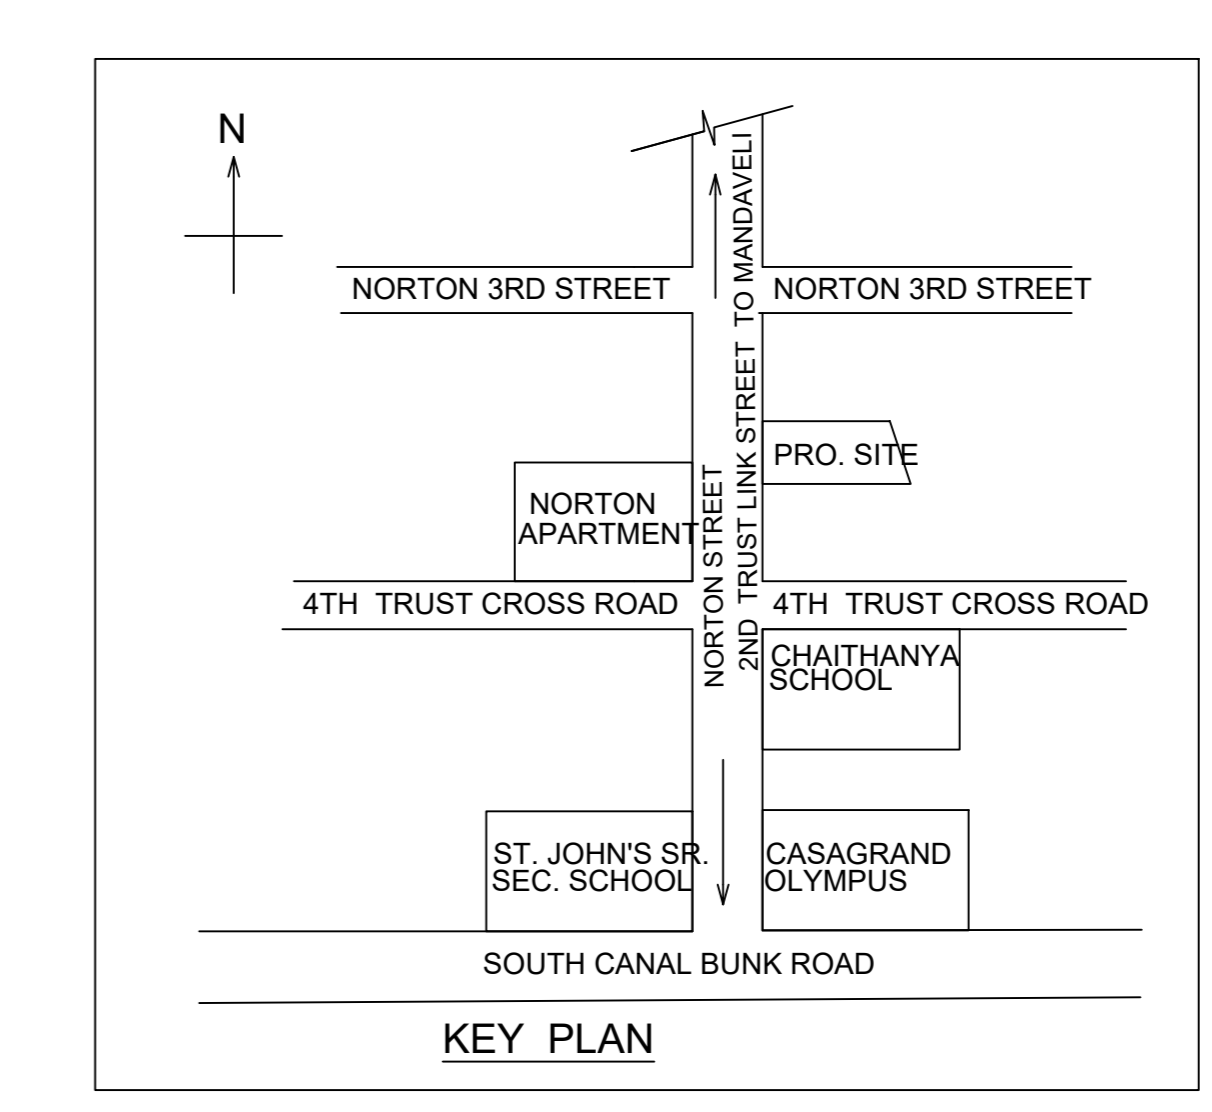 N
NORTON 3RD STREET
NORTON 3RD STREET
2ND TRUST LINK STREET TO MANDAVELI
NORTON STREET
PRO. SITE
NORTON
APARTMENT
4TH TRUST CROSS ROAD
4TH TRUST CROSS ROAD
CHAITHANYA
SCHOOL
ST. JOHN'S SR.
SEC. SCHOOL
CASAGRAND
OLYMPUS
SOUTH CANAL BUNK ROAD
KEY PLAN